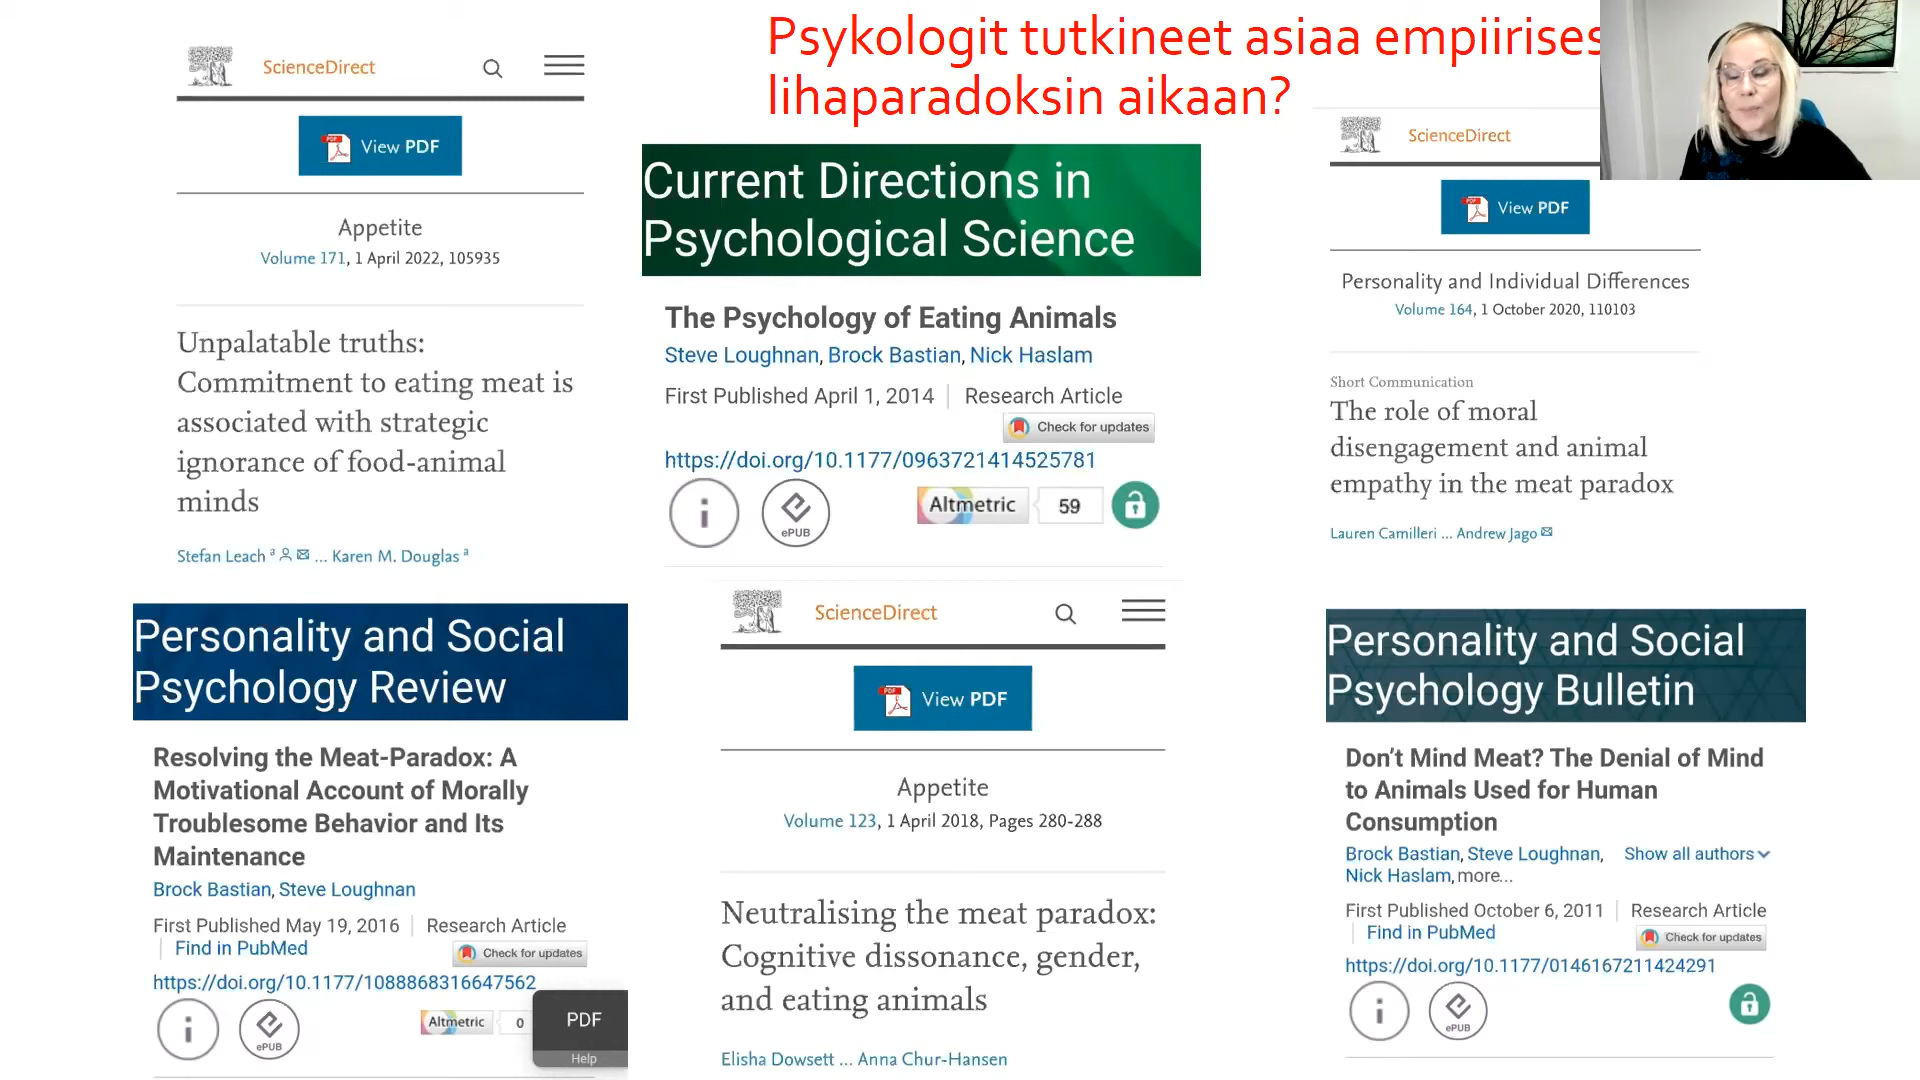 Psykologit tutkineet asiaa empiirises
lihaparadoksin aikaan?
ScienceDirect
View PDF
Appetite
Volume 171, 1 April 2022, 105935
Unpalatable truths:
Commitment to eating meat is
associated with strategic
ignorance of food-animal
minds
Stefan Leach a ... Karen M. Douglas a
Current Directions in
Psychological Science
The Psychology of Eating Animals
Steve Loughnan, Brock Bastian, Nick Haslam
First Published April 1, 2014 | Research Article
Check for updates
https://doi.org/10.1177/0963721414525781
i
ePUB
Altmetric 59
ScienceDirect
View PDF
Personality and Individual Differences
Volume 164, 1 October 2020, 110103
Short Communication
The role of moral
disengagement and animal
empathy in the meat paradox
Lauren Camilleri ... Andrew Jago
Personality and Social
Psychology Review
Resolving the Meat-Paradox: A
Motivational Account of Morally
Troublesome Behavior and Its
Maintenance
Brock Bastian, Steve Loughnan
First Published May 19, 2016 | Research Article
| Find in PubMed
Check for updates
https://doi.org/10.1177/1088868316647562
i
ePUB
Altmetric 0
PDF
Help
ScienceDirect
View PDF
Appetite
Volume 123, 1 April 2018, Pages 280-288
Neutralising the meat paradox:
Cognitive dissonance, gender,
and eating animals
Elisha Dowsett ... Anna Chur-Hansen
Personality and Social
Psychology Bulletin
Don't Mind Meat? The Denial of Mind
to Animals Used for Human
Consumption
Brock Bastian, Steve Loughnan, Show all authors
Nick Haslam, more...
First Published October 6, 2011 | Research Article
| Find in PubMed
Check for updates
https://doi.org/10.1177/0146167211424291
i
ePUB